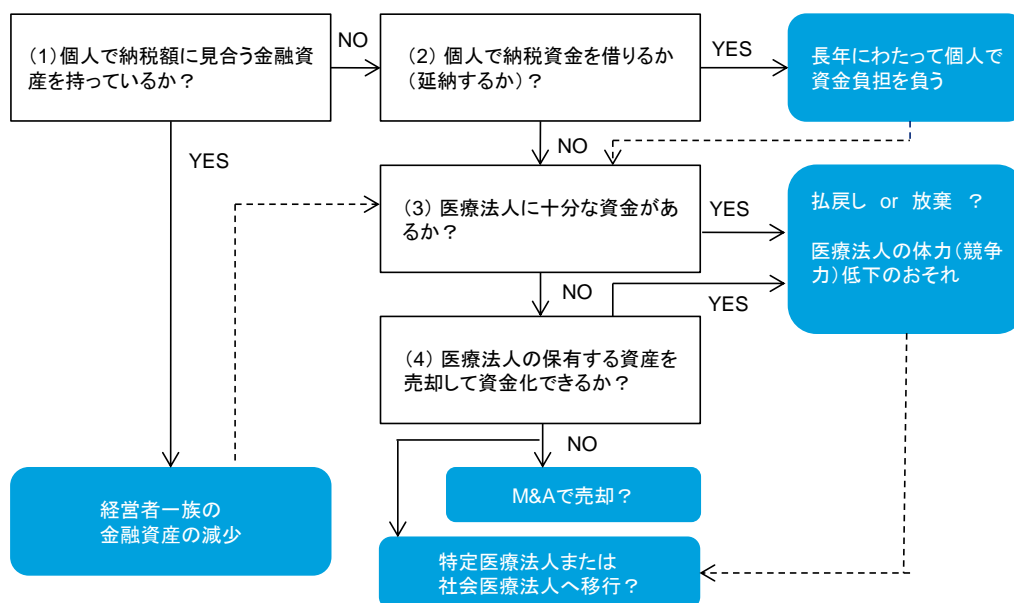 (1)個人で納税額に見合う金融資
産を持っているか？
NO
(2) 個人で納税資金を借りるか
(延納するか)？
YES
長年にわたって個人で
資金負担を負う
YES
NO
(3) 医療法人に十分な資金があ
るか？
YES
払戻し or 放棄 ？
医療法人の体力(競争
力)低下のおそれ
NO
YES
(4) 医療法人の保有する資産を
売却して資金化できるか？
NO
経営者一族の
金融資産の減少
M&Aで売却？
特定医療法人または
社会医療法人へ移行？